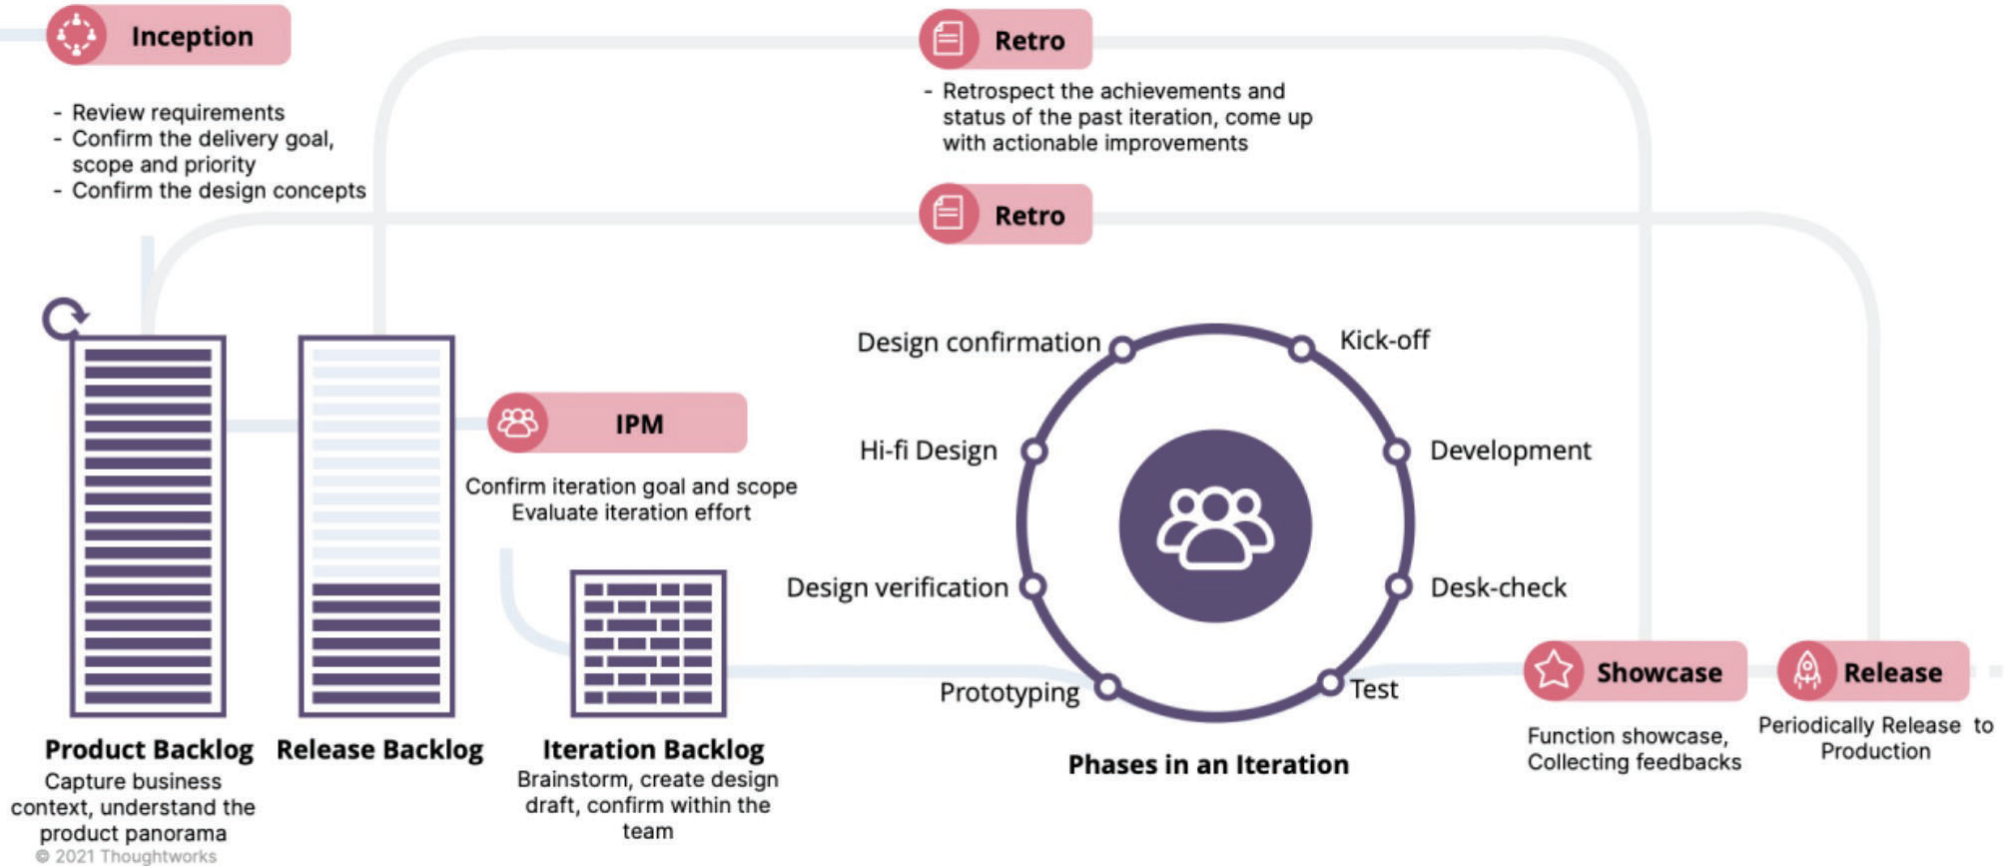 Inception
- Review requirements
- Confirm the delivery goal,
scope and priority
- Confirm the design concepts
Retro
- Retrospect the achievements and
status of the past iteration, come up
with actionable improvements
Retro
IPM
Confirm iteration goal and scope
Evaluate iteration effort
Design confirmation
Kick-off
Hi-fi Design
Development
Design verification
Desk-check
Prototyping
Test
Product Backlog
Capture business
context, understand the
product panorama
Release Backlog
Iteration Backlog
Brainstorm, create design
draft, confirm within the
team
Phases in an Iteration
Showcase
Function showcase,
Collecting feedbacks
Release
Periodically Release to
Production
© 2021 Thoughtworks